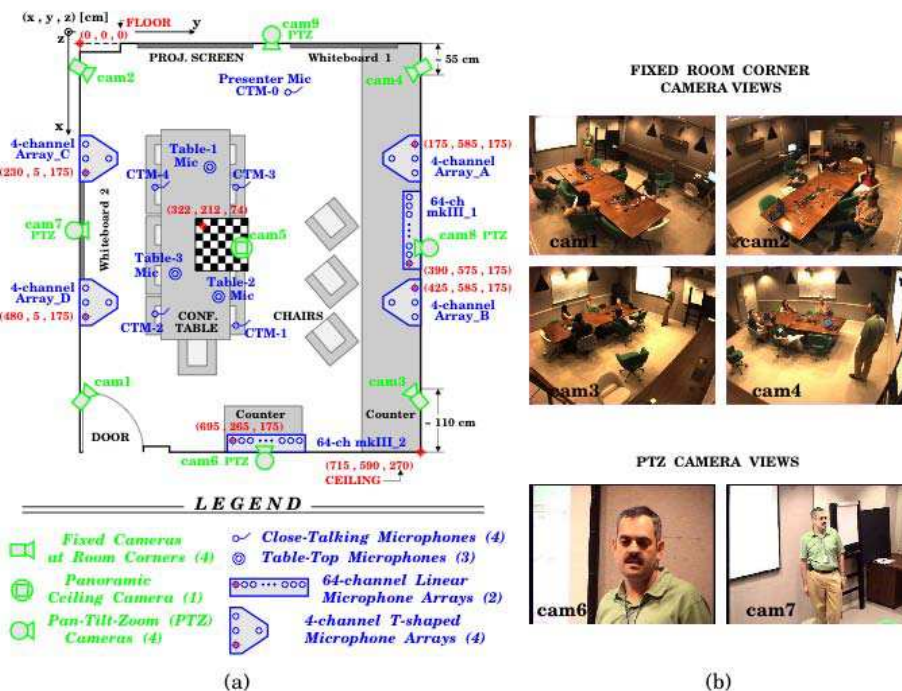 (x , y , z) [cm]
FLOOR
y
z
(0 , 0 , 0)
x
cam9
PTZ
PROJ. SCREEN
Whiteboard 1
~ 55 cm
cam2
cam4
Presenter Mic
CTM-0
4-channel
Array_C
(230 , 5 , 175)
Table-1
Mic
CTM-4
CTM-3
(175 , 585 , 175)
4-channel
Array_A
64-ch
mkIII_1
cam7
PTZ
Whiteboard 2
(322 , 212 , 74)
cam5
cam8 PTZ
Table-3
Mic
Table-2
Mic
(390 , 575 , 175)
(425 , 585 , 175)
4-channel
Array_D
(480 , 5 , 175)
4-channel
Array_B
CTM-2
CONF.
TABLE
CTM-1
CHAIRS
cam1
cam3
DOOR
Counter
(695 , 265 , 175)
Counter
~ 110 cm
64-ch mkIII_2
cam6 PTZ
(715 , 590 , 270)
CEILING
LEGEND
Fixed Cameras
at Room Corners (4)
Panoramic
Ceiling Camera (1)
Pan-Tilt-Zoom (PTZ)
Cameras (4)
Close-Talking Microphones (4)
Table-Top Microphones (3)
64-channel Linear
Microphone Arrays (2)
4-channel T-shaped
Microphone Arrays (4)
(a)
FIXED ROOM CORNER
CAMERA VIEWS
cam1
cam2
cam3
cam4
PTZ CAMERA VIEWS
cam6
cam7
(b)